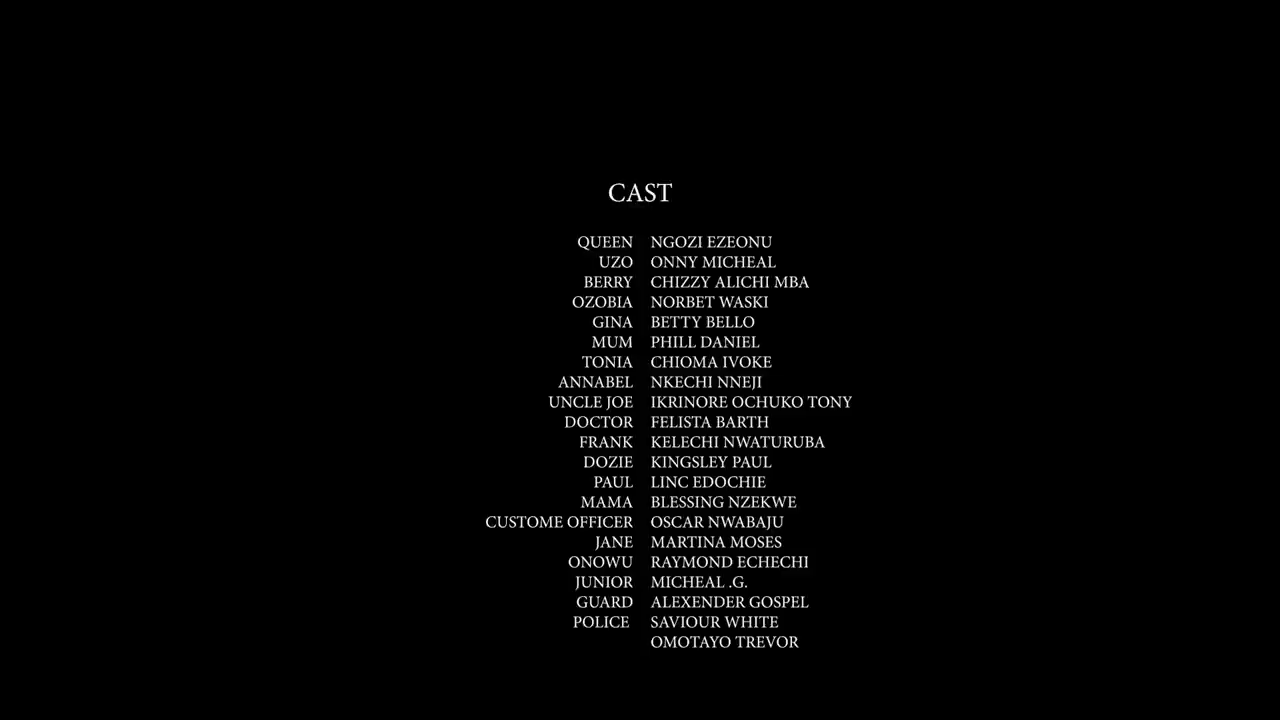 CAST
QUEEN NGOZI EZEONU
UZO ONNY MICHEAL
BERRY CHIZZY ALICHI MBA
OZOBIA NORBET WASKI
GINA BETTY BELLO
MUM PHILL DANIEL
TONIA CHIOMA IVOKE
ANNABEL NKECHI NNEJI
UNCLE JOE IKRINORE OCHUKO TONY
DOCTOR FELISTA BARTH
FRANK KELECHI NWATURUBA
DOZIE KINGSLEY PAUL
PAUL LINC EDOCHIE
MAMA BLESSING NZEKWE
CUSTOME OFFICER OSCAR NWABAJU
JANE MARTINA MOSES
ONOWU RAYMOND ECHECHI
JUNIOR MICHEAL .G.
GUARD ALEXENDER GOSPEL
POLICE SAVIOUR WHITE
OMOTAYO TREVOR